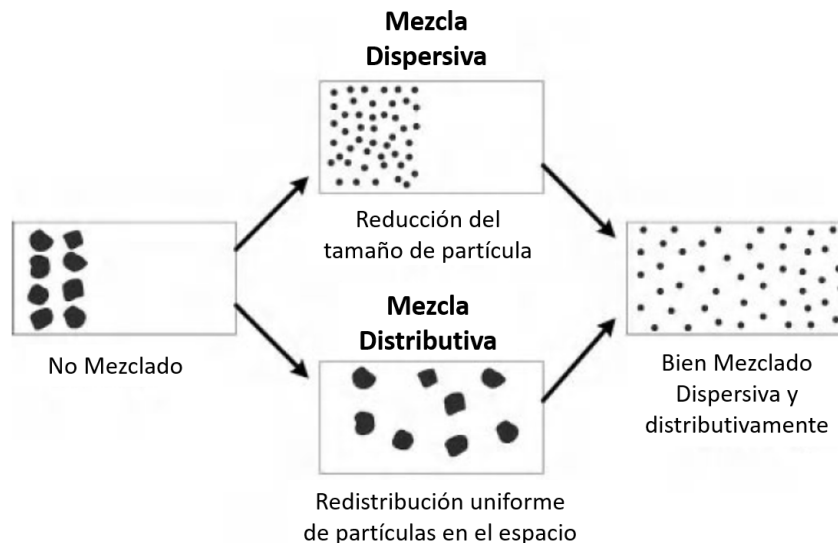 Mezcla
Dispersiva
Reducción del
tamaño de partícula
No Mezclado
Mezcla
Distributiva
Redistribución uniforme
de partículas en el espacio
Bien Mezclado
Dispersiva y
distributivamente